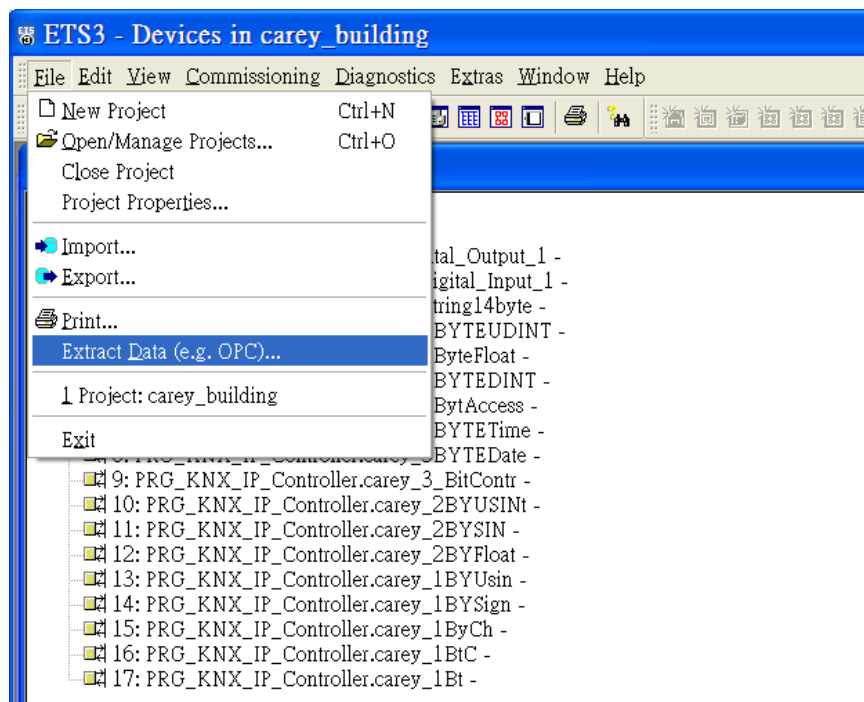 ETS3 - Devices in carey_building
File Edit View Commissioning Diagnostics Extras Window Help
New Project Ctrl+N
Open/Manage Projects... Ctrl+O
Close Project
Project Properties...
Import...
Export...
Print...
Extract Data (e.g. OPC)...
1 Project: carey_building
Exit
tal_Output_1 -
igital_Input_1 -
tring14byte -
BYTEUDINT -
ByteFloat -
BYTEDINT -
BytAccess -
BYTETime -
BYTEDate -
9: PRG_KNX_IP_Controller.carey_3_BitContr -
10: PRG_KNX_IP_Controller.carey_2BYUSINt -
11: PRG_KNX_IP_Controller.carey_2BYSIN -
12: PRG_KNX_IP_Controller.carey_2BYFloat -
13: PRG_KNX_IP_Controller.carey_1BYUsin -
14: PRG_KNX_IP_Controller.carey_1BYSign -
15: PRG_KNX_IP_Controller.carey_1ByCh -
16: PRG_KNX_IP_Controller.carey_1BtC -
17: PRG_KNX_IP_Controller.carey_1Bt -